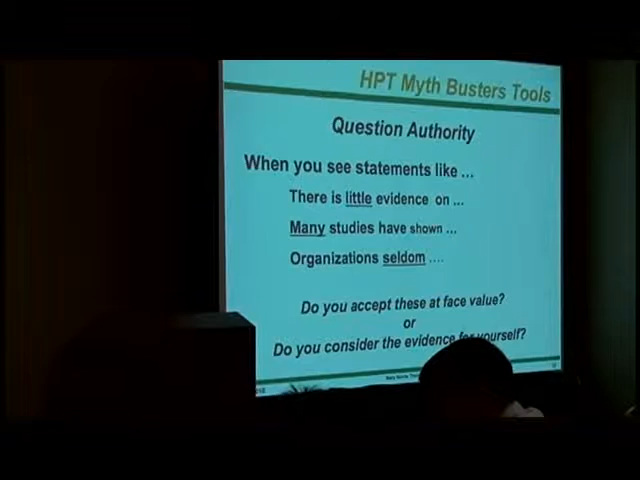 HPT Myth Busters Tools
Question Authority
When you see statements like ...
There is little evidence on ...
Many studies have shown ...
Organizations seldom ....
Do you accept these at face value?
or
Do you consider the evidence for yourself?